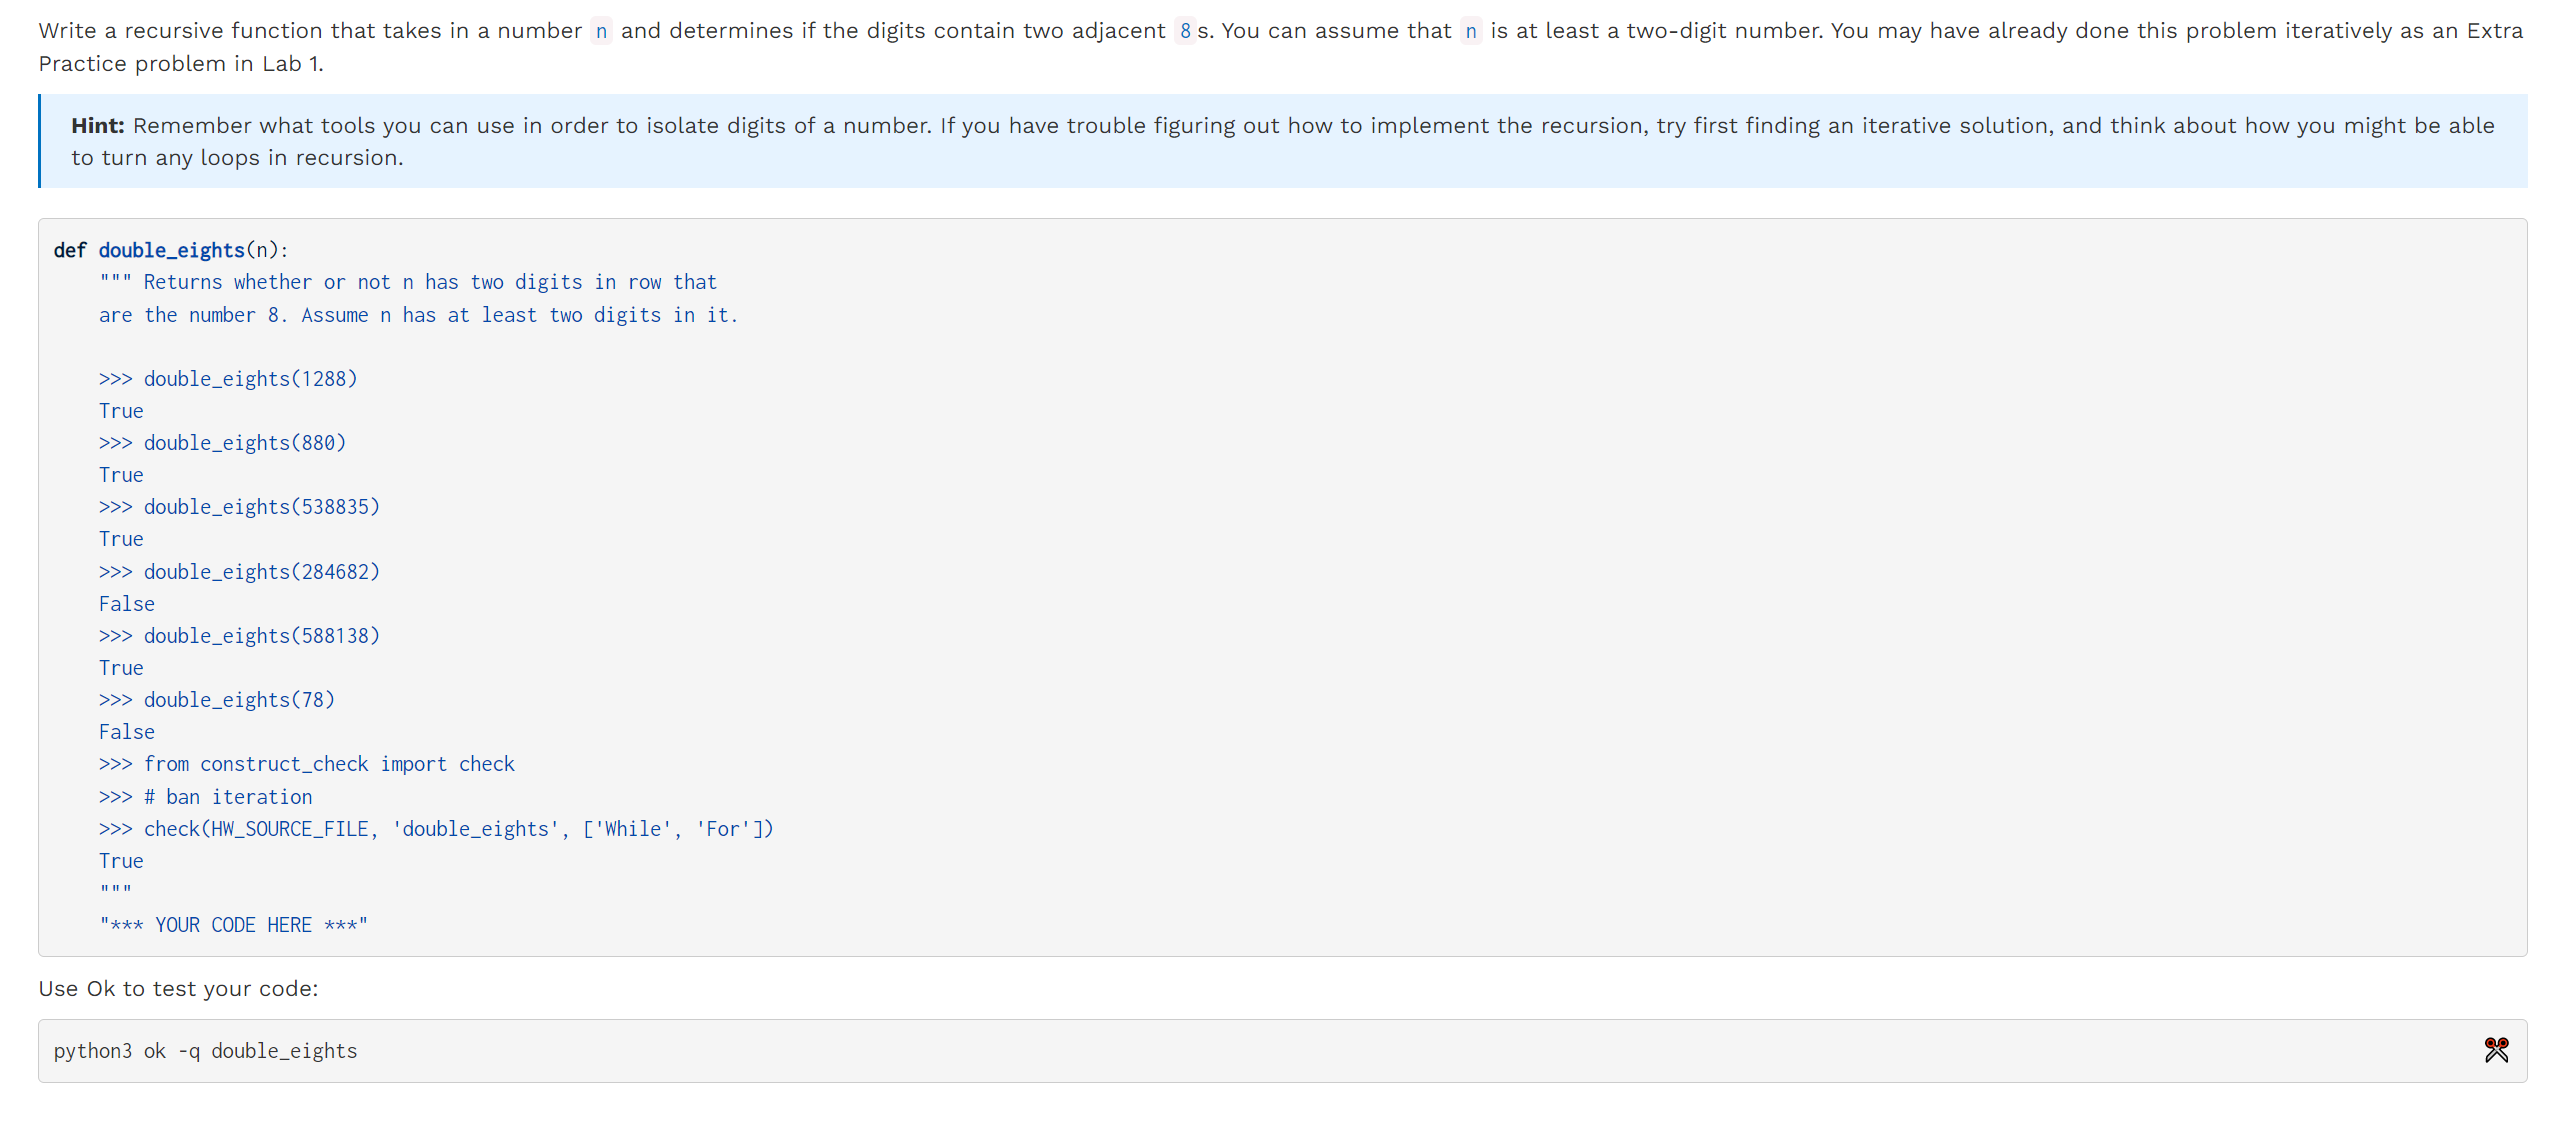 Write a recursive function that takes in a number n and determines if the digits contain two adjacent 8s. You can assume that n is at least a two-digit number. You may have already done this problem iteratively as an Extra
Practice problem in Lab 1.
Hint: Remember what tools you can use in order to isolate digits of a number. If you have trouble figuring out how to implement the recursion, try first finding an iterative solution, and think about how you might be able
to turn any loops in recursion.
def double_eights(n):
    """ Returns whether or not n has two digits in row that
    are the number 8. Assume n has at least two digits in it.

    >>> double_eights(1288)
    True
    >>> double_eights(880)
    True
    >>> double_eights(538835)
    True
    >>> double_eights(284682)
    False
    >>> double_eights(588138)
    True
    >>> double_eights(78)
    False
    >>> from construct_check import check
    >>> # ban iteration
    >>> check(HW_SOURCE_FILE, 'double_eights', ['While', 'For'])
    True
    """
    "*** YOUR CODE HERE ***"
Use Ok to test your code:
python3 ok -q double_eights